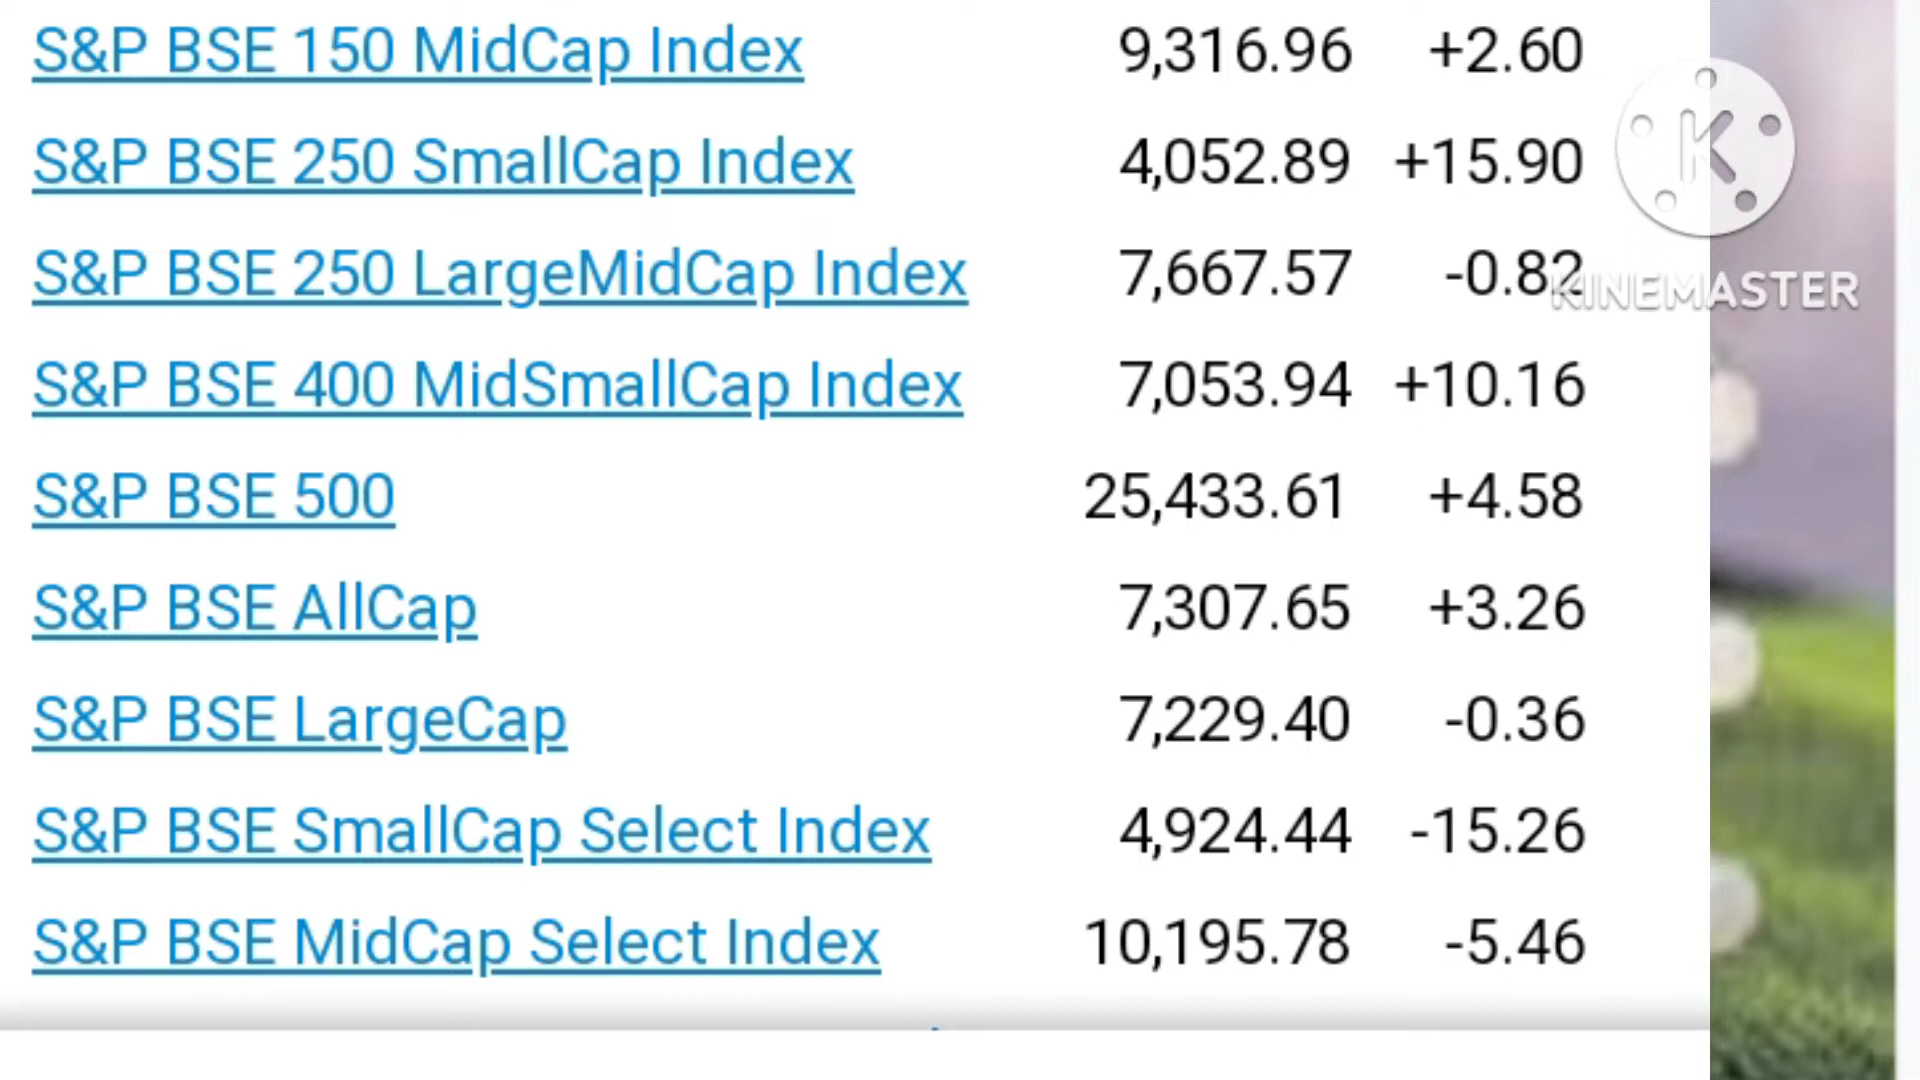 S&P BSE 150 MidCap Index 9,316.96 +2.60
S&P BSE 250 SmallCap Index 4,052.89 +15.90
S&P BSE 250 LargeMidCap Index 7,667.57 -0.82
KINEMASTER
S&P BSE 400 MidSmallCap Index 7,053.94 +10.16
S&P BSE 500 25,433.61 +4.58
S&P BSE AllCap 7,307.65 +3.26
S&P BSE LargeCap 7,229.40 -0.36
S&P BSE SmallCap Select Index 4,924.44 -15.26
S&P BSE MidCap Select Index 10,195.78 -5.46